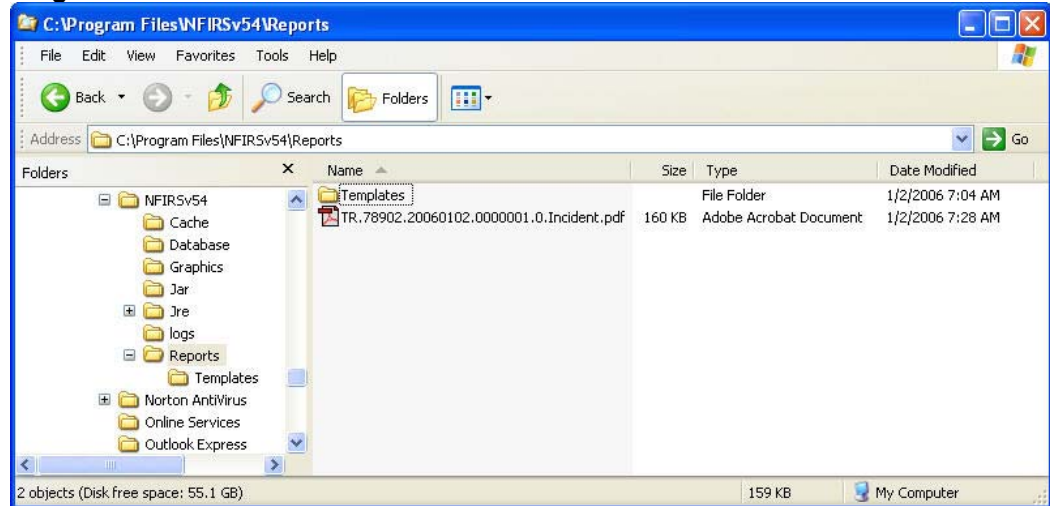 C:\Program Files\NFIRSv54\Reports
File Edit View Favorites Tools Help
Back Search Folders
Address C:\Program Files\NFIRSv54\Reports Go
Folders X Name Size Type Date Modified
NFIRSv54 Templates File Folder 1/2/2006 7:04 AM
Cache TR.78902.20060102.0000001.0.Incident.pdf 160 KB Adobe Acrobat Document 1/2/2006 7:28 AM
Database
Graphics
Jar
Jre
logs
Reports
Templates
Norton AntiVirus
Online Services
Outlook Express
2 objects (Disk free space: 55.1 GB) 159 KB My Computer